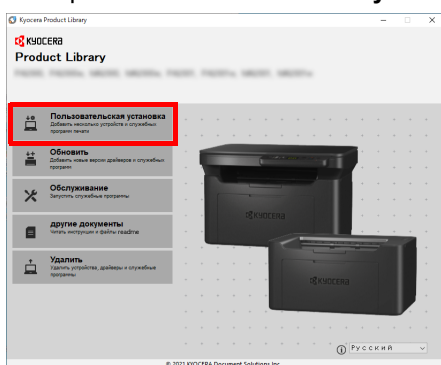 Kyocera Product Library
KYOCERA
Product Library
Пользовательская установка
Добавить несколько устройств и служебных
программ печати
Обновить
Добавить новые версии драйверов и служебных
программ
Обслуживание
Запустить служебные программы
другие документы
Читать инструкции и файлы readme
Удалить
Удалить устройства, драйверы и служебные
программы
KYOCERA
KYOCERA
Русский
© 2021 KYOCERA Document Solutions Inc.